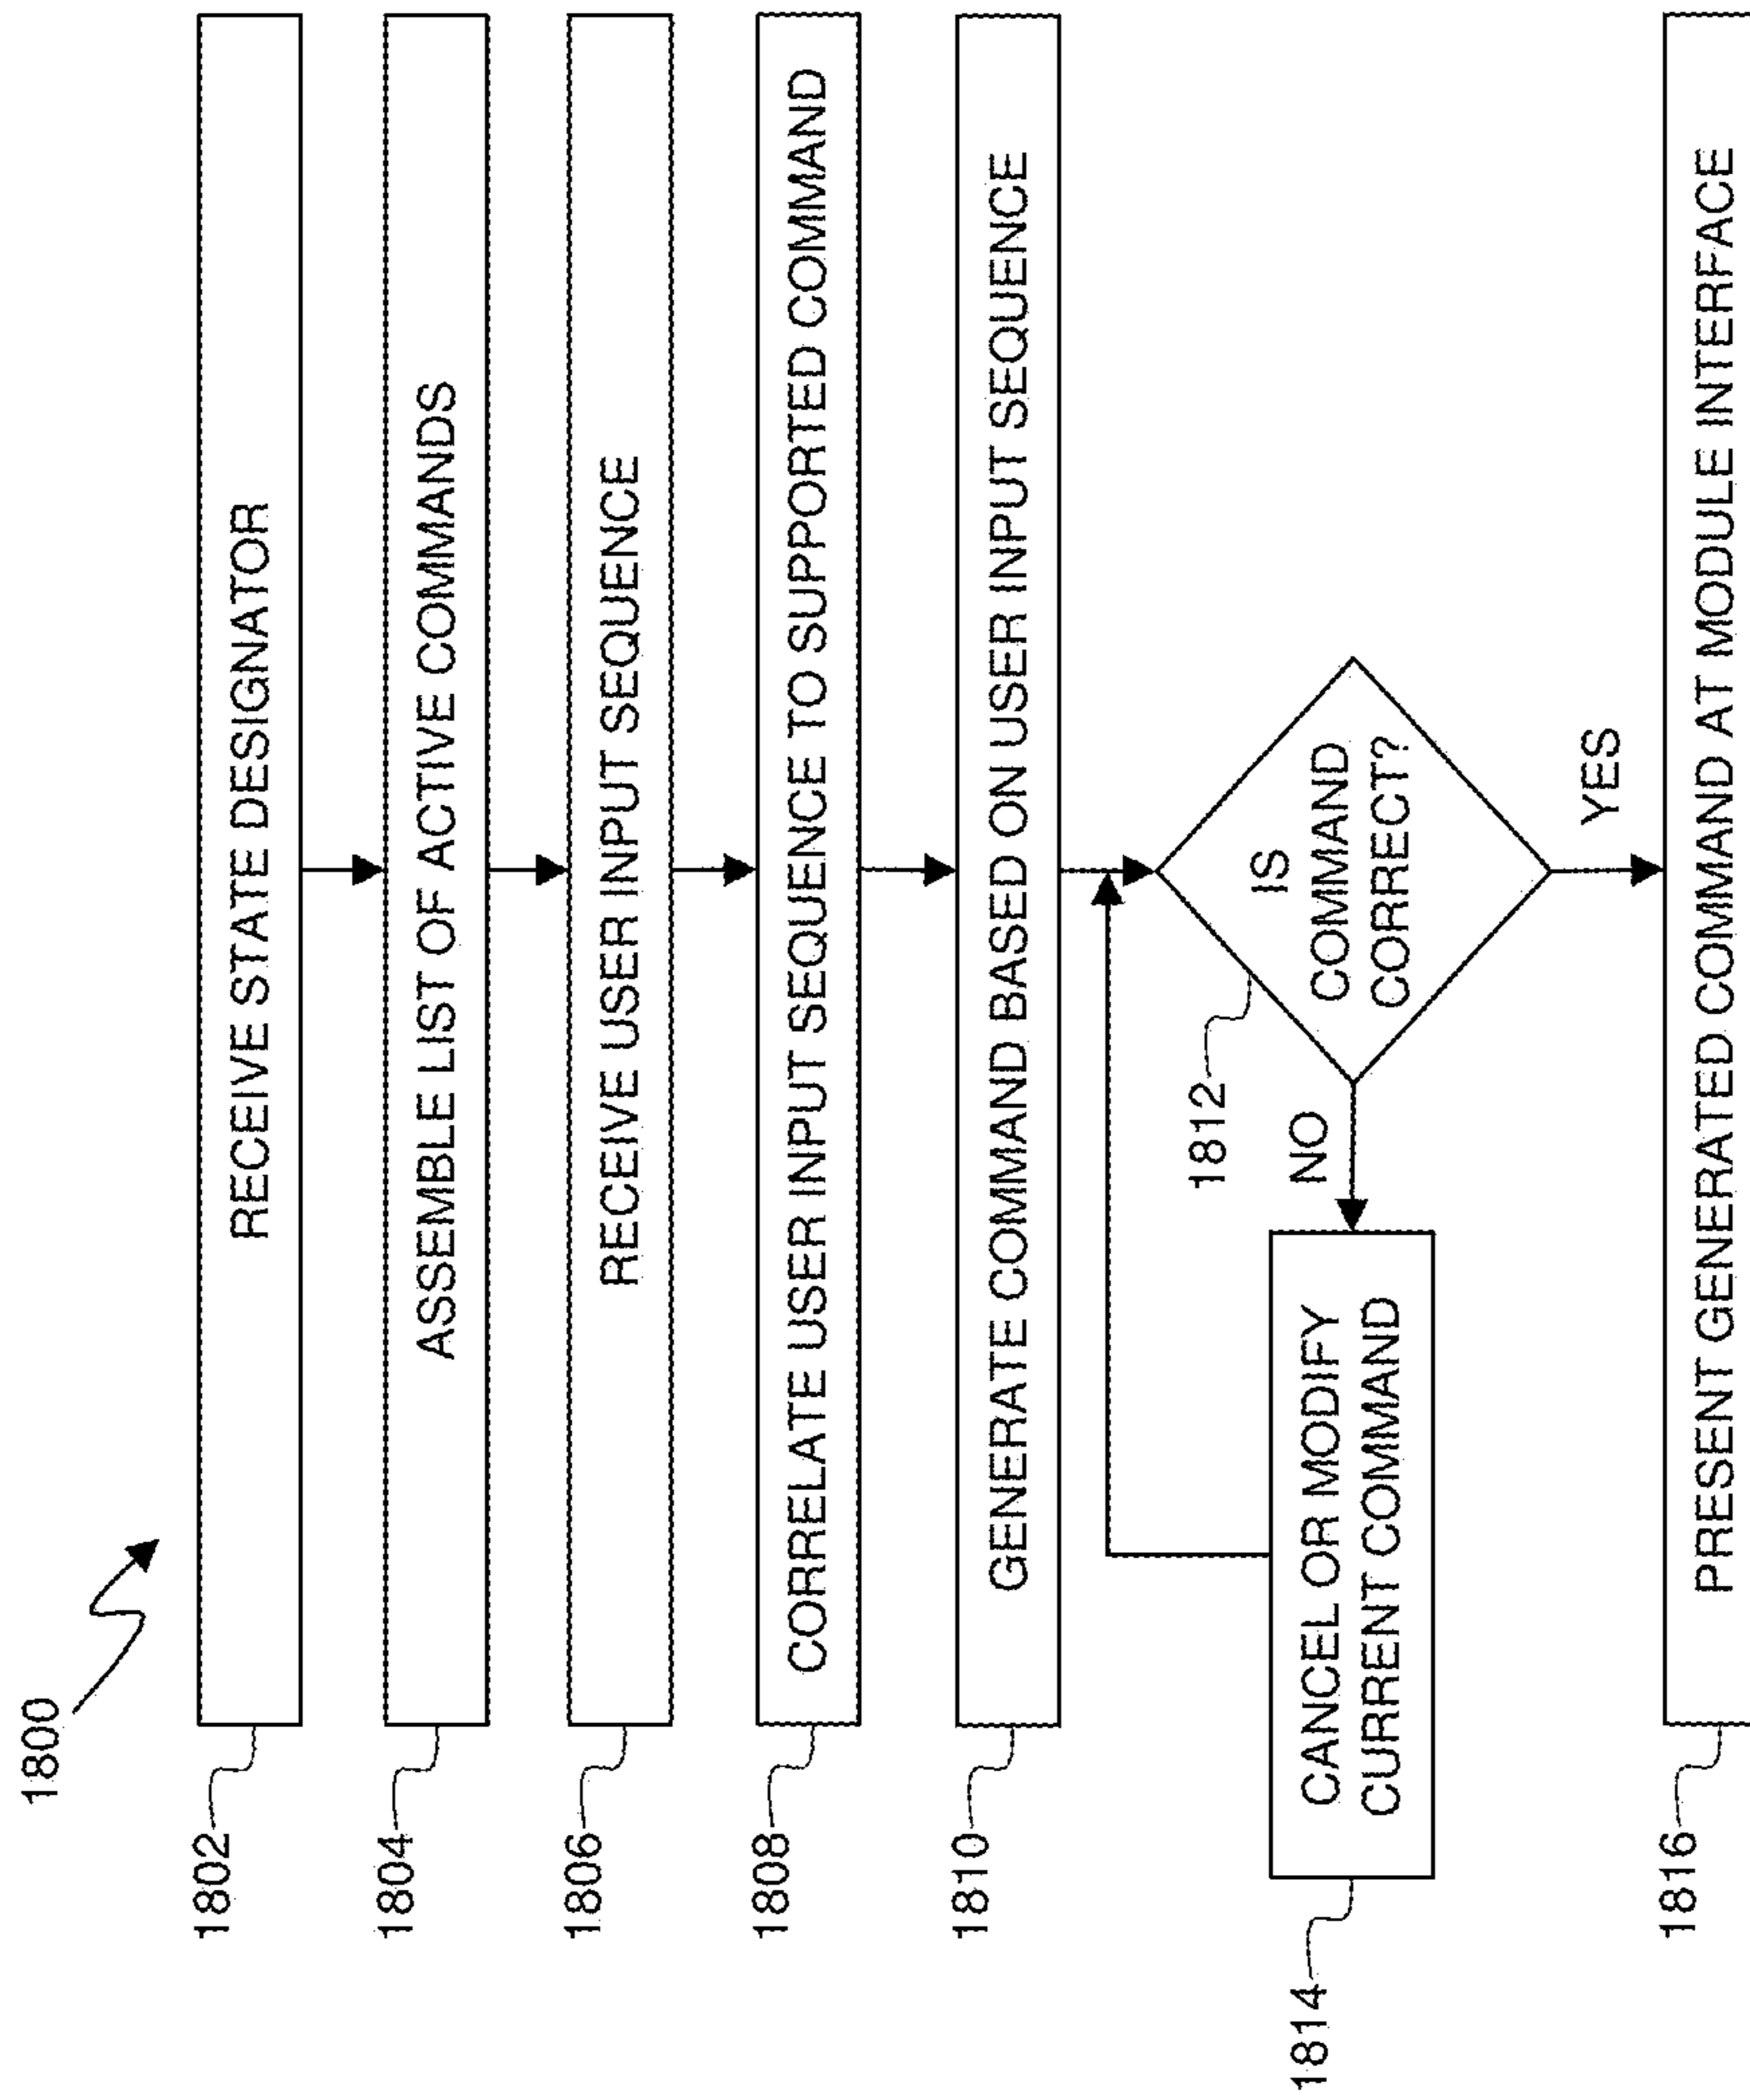 1800
1802
RECEIVE STATE DESIGNATOR
1804
ASSEMBLE LIST OF ACTIVE COMMANDS
1806
RECEIVE USER INPUT SEQUENCE
1808
CORRELATE USER INPUT SEQUENCE TO SUPPORTED COMMAND
1810
GENERATE COMMAND BASED ON USER INPUT SEQUENCE
1812
IS
COMMAND
CORRECT?
NO
1814
CANCEL OR MODIFY
CURRENT COMMAND
YES
1816
PRESENT GENERATED COMMAND AT MODULE INTERFACE